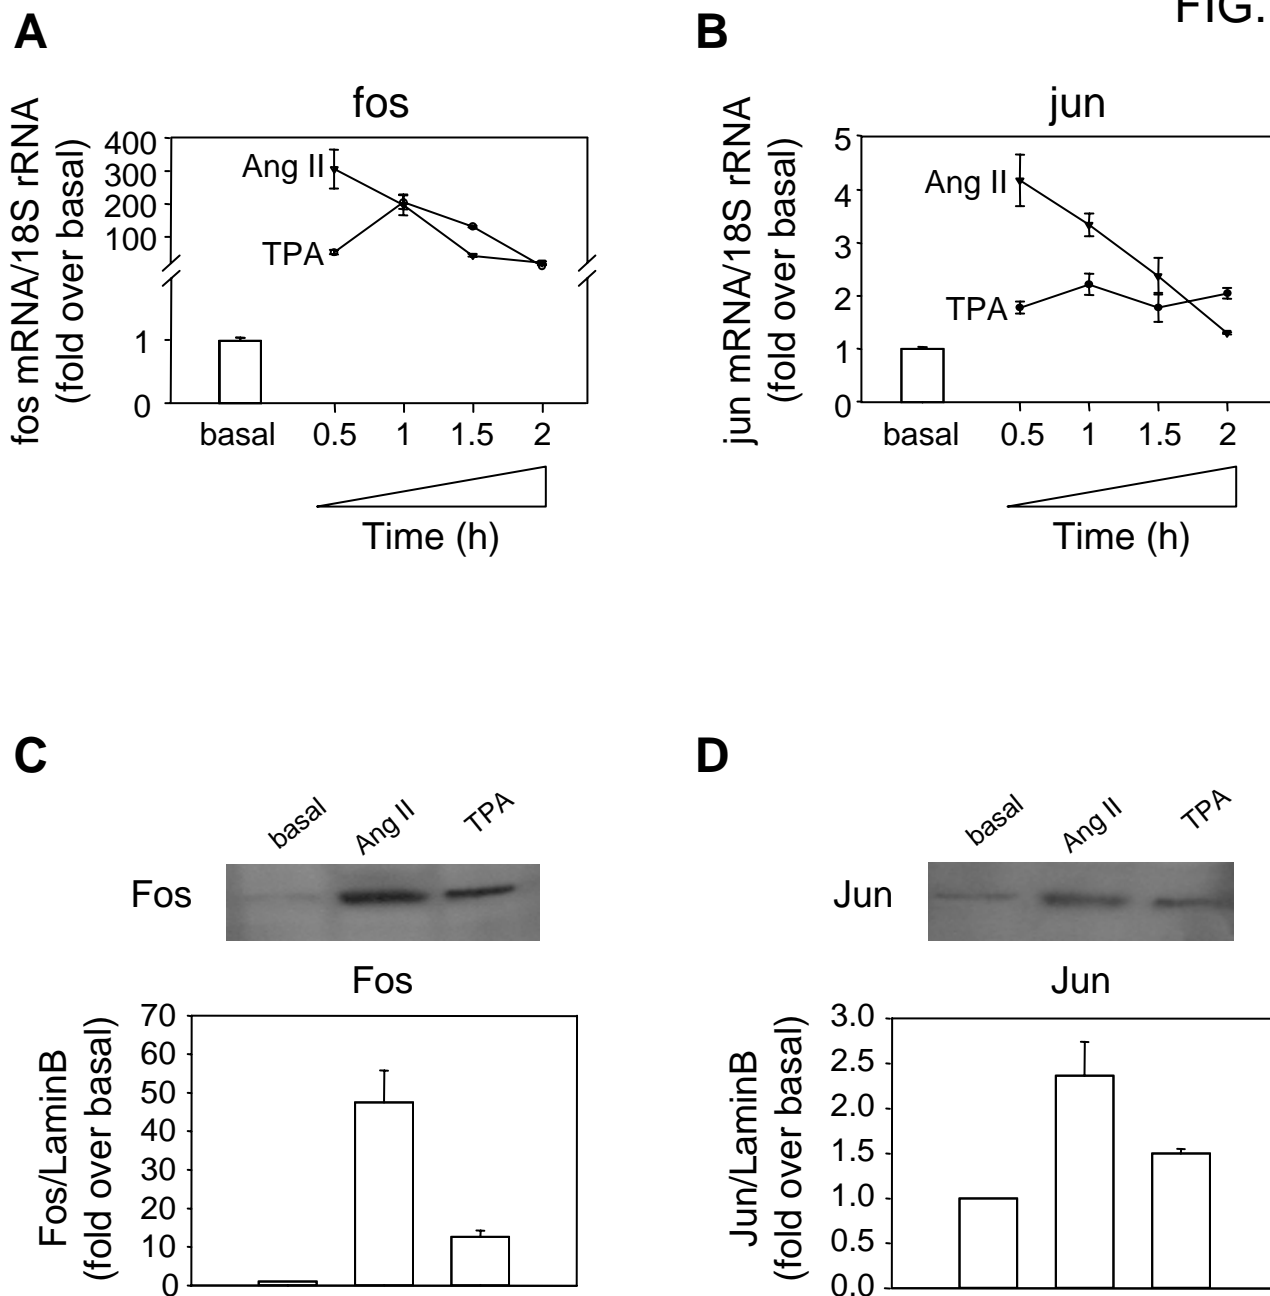 FIG.
A
fos
fos mRNA/18S rRNA
(fold over basal)
400
300
200
100
1
0
Ang II
TPA
basal 0.5 1 1.5 2
Time (h)
B
jun
jun mRNA/18S rRNA
(fold over basal)
5
4
3
2
1
0
Ang II
TPA
basal 0.5 1 1.5 2
Time (h)
C
basal Ang II TPA
Fos
Fos
Fos/LaminB
(fold over basal)
70
60
50
40
30
20
10
0
D
basal Ang II TPA
Jun
Jun
Jun/LaminB
(fold over basal)
3.0
2.5
2.0
1.5
1.0
0.5
0.0